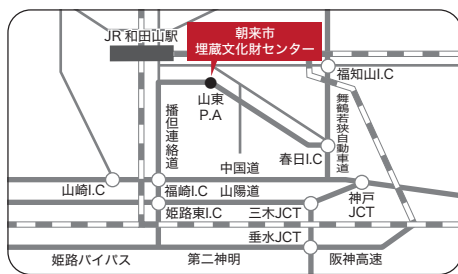 朝来市
埋蔵文化財センター
JR 和田山駅
福知山I.C
山東
P.A
播但連絡道
舞鶴若狭自動車道
春日I.C
中国道
山崎I.C
福崎I.C
山陽道
神戸
JCT
姫路東I.C
三木JCT
垂水JCT
姫路バイパス
第二神明
阪神高速